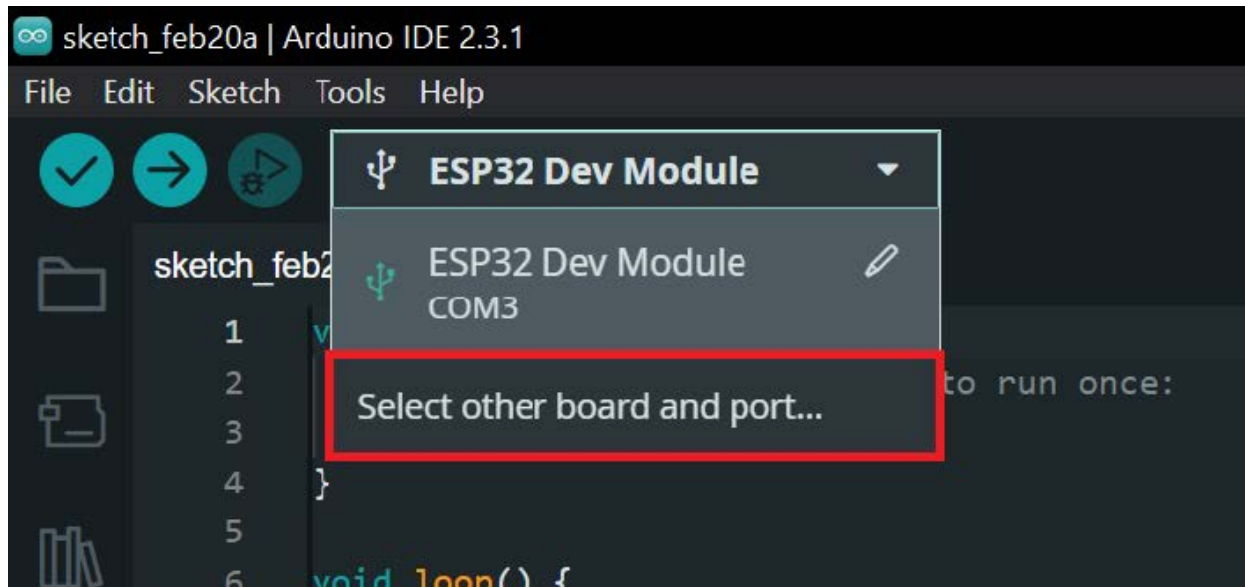 sketch_feb20a | Arduino IDE 2.3.1
File Edit Sketch Tools Help
ESP32 Dev Module
ESP32 Dev Module
COM3
sketch_feb2
1 v
Select other board and port...
2 to run once:
3
4 }
5
6 void loop() {